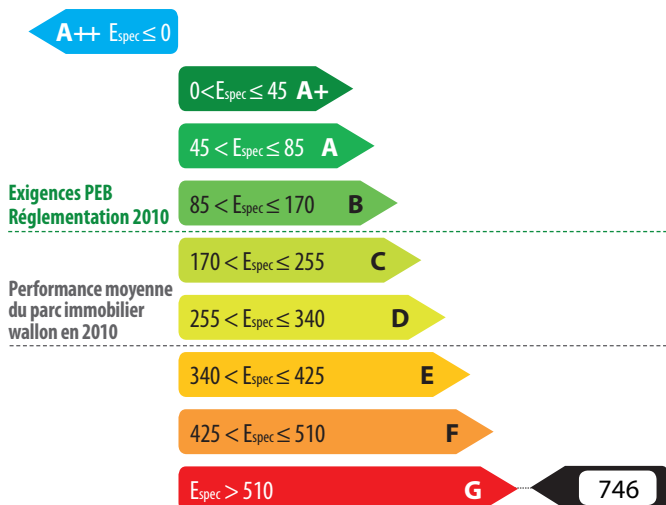 A++ Espec ≤ 0
0<Espec ≤ 45 A+
45 < Espec ≤ 85 A
Exigences PEB
Réglementation 2010
85 < Espec ≤ 170 B
170 < Espec ≤ 255 C
Performance moyenne
du parc immobilier
wallon en 2010
255 < Espec ≤ 340 D
340 < Espec ≤ 425 E
425 < Espec ≤ 510 F
Espec > 510 G 746